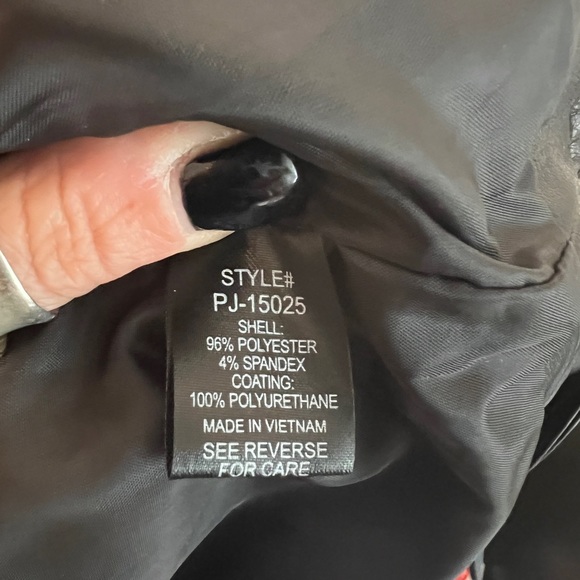 STYLE#
PJ-15025
SHELL:
96% POLYESTER
4% SPANDEX
COATING:
100% POLYURETHANE
MADE IN VIETNAM
SEE REVERSE
FOR CARE